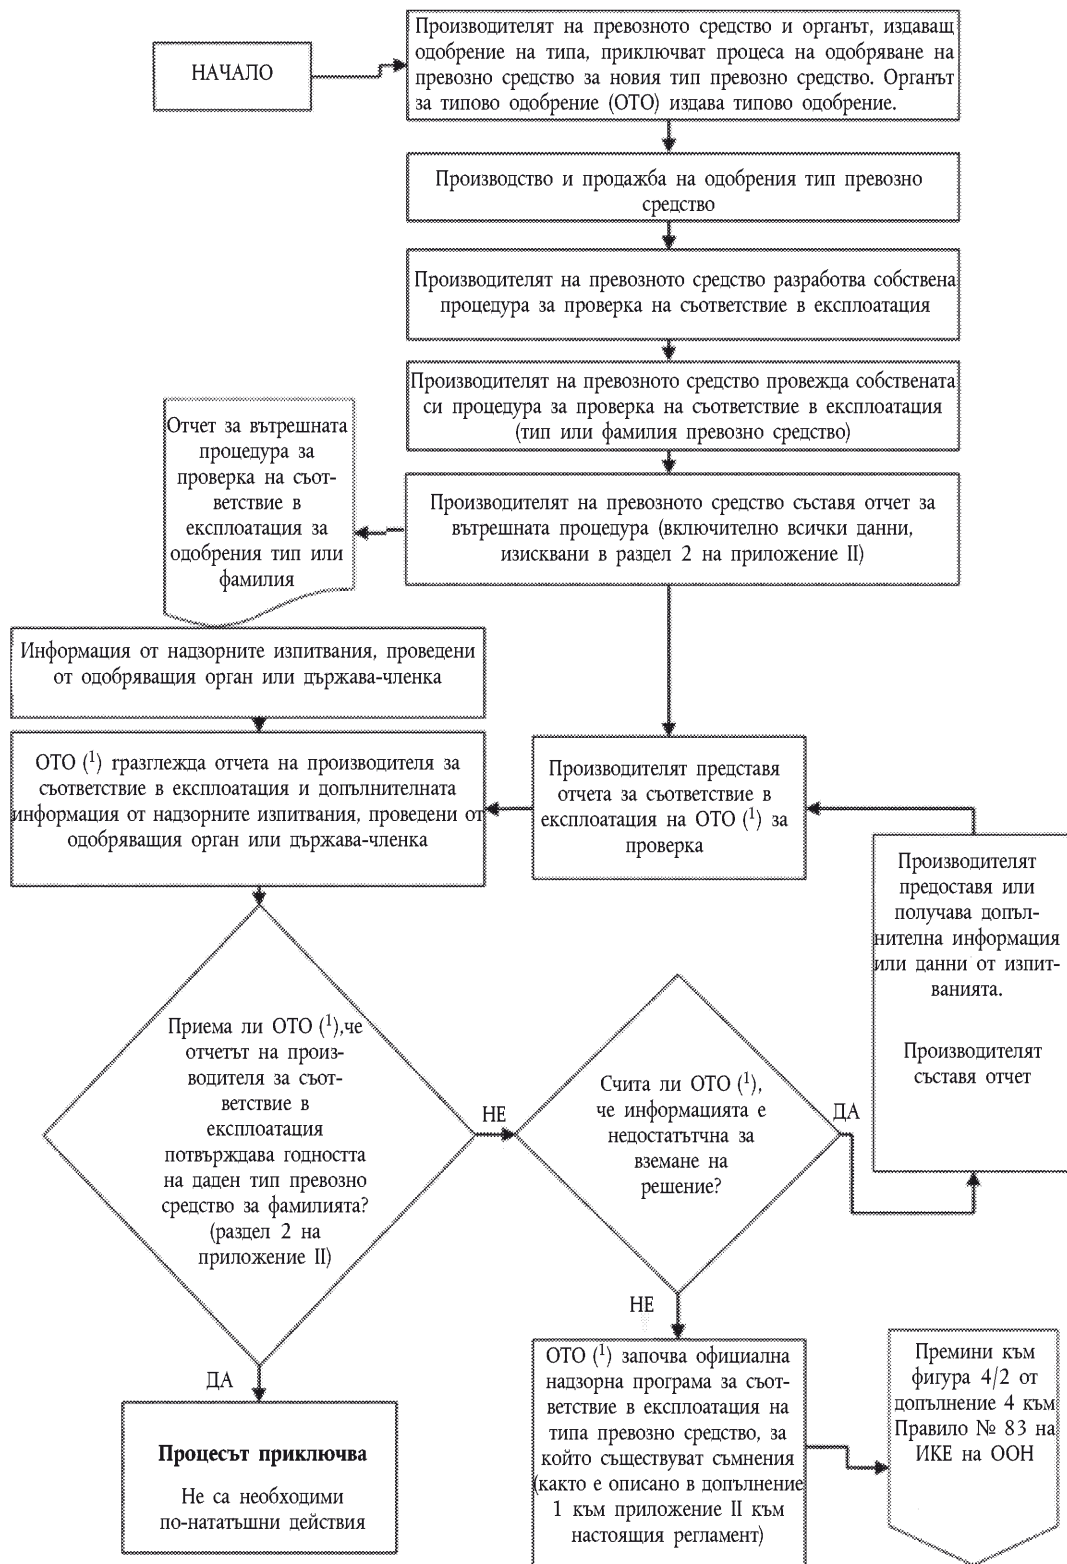 НАЧАЛО
Производителят на превозното средство и органът, издаващ
одобрение на типа, приключват процеса на одобряване на
превозно средство за новия тип превозно средство. Органът
за типово одобрение (ОТО) издава типово одобрение.
Производство и продажба на одобрения тип превозно
средство
Производителят на превозното средство разработва собствена
процедура за проверка на съответствие в експлоатация
Производителят на превозното средство провежда собствената
си процедура за проверка на съответствие в експлоатация
(тип или фамилия превозно средство)
Отчет за вътрешната
процедура за
проверка на съот-
ветствие в
експлоатация за
одобрения тип или
фамилия
Производителят на превозното средство съставя отчет за
вътрешната процедура (включително всички данни,
изисквани в раздел 2 на приложение II)
Информация от надзорните изпитвания, проведени
от одобряващия орган или държава-членка
ОТО (1) rразглежда отчета на производителя за
съответствие в експлоатация и допълнителната
информация от надзорните изпитвания, проведени от
одобряващия орган или държава-членка
Производителят представя
отчета за съответствие в
експлоатация на ОТО (1) за
проверка
Производителят
предоставя или
получава допъл-
нителна информация
или данни от изпит-
ванията.
Производителят
съставя отчет
Приема ли ОТО (1),че
отчетът на произ-
водителя за съот-
ветствие в
експлоатация
потвърждава годността
на даден тип превозно
средство за фамилията?
(раздел 2 на
приложение II)
НЕ
Счита ли ОТО (1),
че информацията е
недостатътчна за
вземане на
решение?
ДА
НЕ
ДА
Процесът приключва
Не са необходими
по-нататъшни действия
ОТО (1) започва официална
надзорна програма за съот-
ветствие в експлоатация на
типа превозно средство, за
който съществуват съмнения
(както е описано в допълнение
1 към приложение II към
настоящия регламент)
Премини към
фигура 4/2 от
допълнение 4 към
Правило № 83 на
ИКЕ на ООН